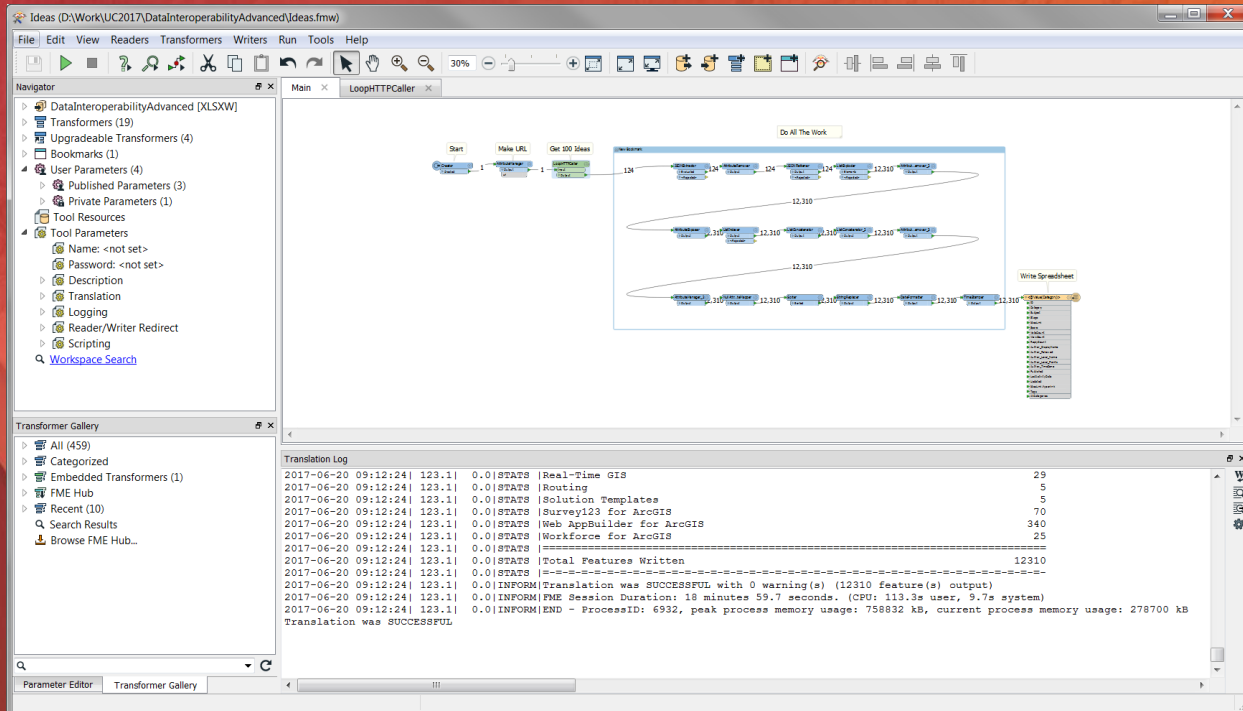 Ideas (D:\Work\UC2017\DataInteroperabilityAdvanced\Ideas.fmw)
File Edit View Readers Transformers Writers Run Tools Help
30%
Navigator
Main
LoopHTTPCaller
DataInteroperabilityAdvanced [XLSXW]
Transformers (19)
Upgradeable Transformers (4)
Bookmarks (1)
User Parameters (4)
Published Parameters (3)
Private Parameters (1)
Tool Resources
Tool Parameters
Name: <not set>
Password: <not set>
Description
Translation
Logging
Reader/Writer Redirect
Scripting
Workspace Search
Do All The Work
Start
Make URL
Get 100 Ideas
1
1
124
124
124
124
12,310
12,310
12,310
12,310
12,310
12,310
12,310
12,310
12,310
12,310
12,310
12,310
12,310
Write Spreadsheet
Transformer Gallery
All (459)
Categorized
Embedded Transformers (1)
FME Hub
Recent (10)
Search Results
Browse FME Hub...
Parameter Editor
Transformer Gallery
Translation Log
2017-06-20 09:12:24| 123.1| 0.0|STATS |Real-Time GIS 29
2017-06-20 09:12:24| 123.1| 0.0|STATS |Routing 5
2017-06-20 09:12:24| 123.1| 0.0|STATS |Solution Templates 5
2017-06-20 09:12:24| 123.1| 0.0|STATS |Survey123 for ArcGIS 70
2017-06-20 09:12:24| 123.1| 0.0|STATS |Web AppBuilder for ArcGIS 340
2017-06-20 09:12:24| 123.1| 0.0|STATS |Workforce for ArcGIS 25
2017-06-20 09:12:24| 123.1| 0.0|STATS |==============================================================================
2017-06-20 09:12:24| 123.1| 0.0|STATS |Total Features Written 12310
2017-06-20 09:12:24| 123.1| 0.0|STATS |=-=-=-=-=-=-=-=-=-=-=-=-=-=-=-=-=-=-=-=-=-=-=-=-=-=-=-=-=-=-=-=-=-=-=-=-=-=-=-
2017-06-20 09:12:24| 123.1| 0.0|INFORM|Translation was SUCCESSFUL with 0 warning(s) (12310 feature(s) output)
2017-06-20 09:12:24| 123.1| 0.0|INFORM|FME Session Duration: 18 minutes 59.7 seconds. (CPU: 113.3s user, 9.7s system)
2017-06-20 09:12:24| 123.1| 0.0|INFORM|END - ProcessID: 6932, peak process memory usage: 758832 kB, current process memory usage: 278700 kB
Translation was SUCCESSFUL